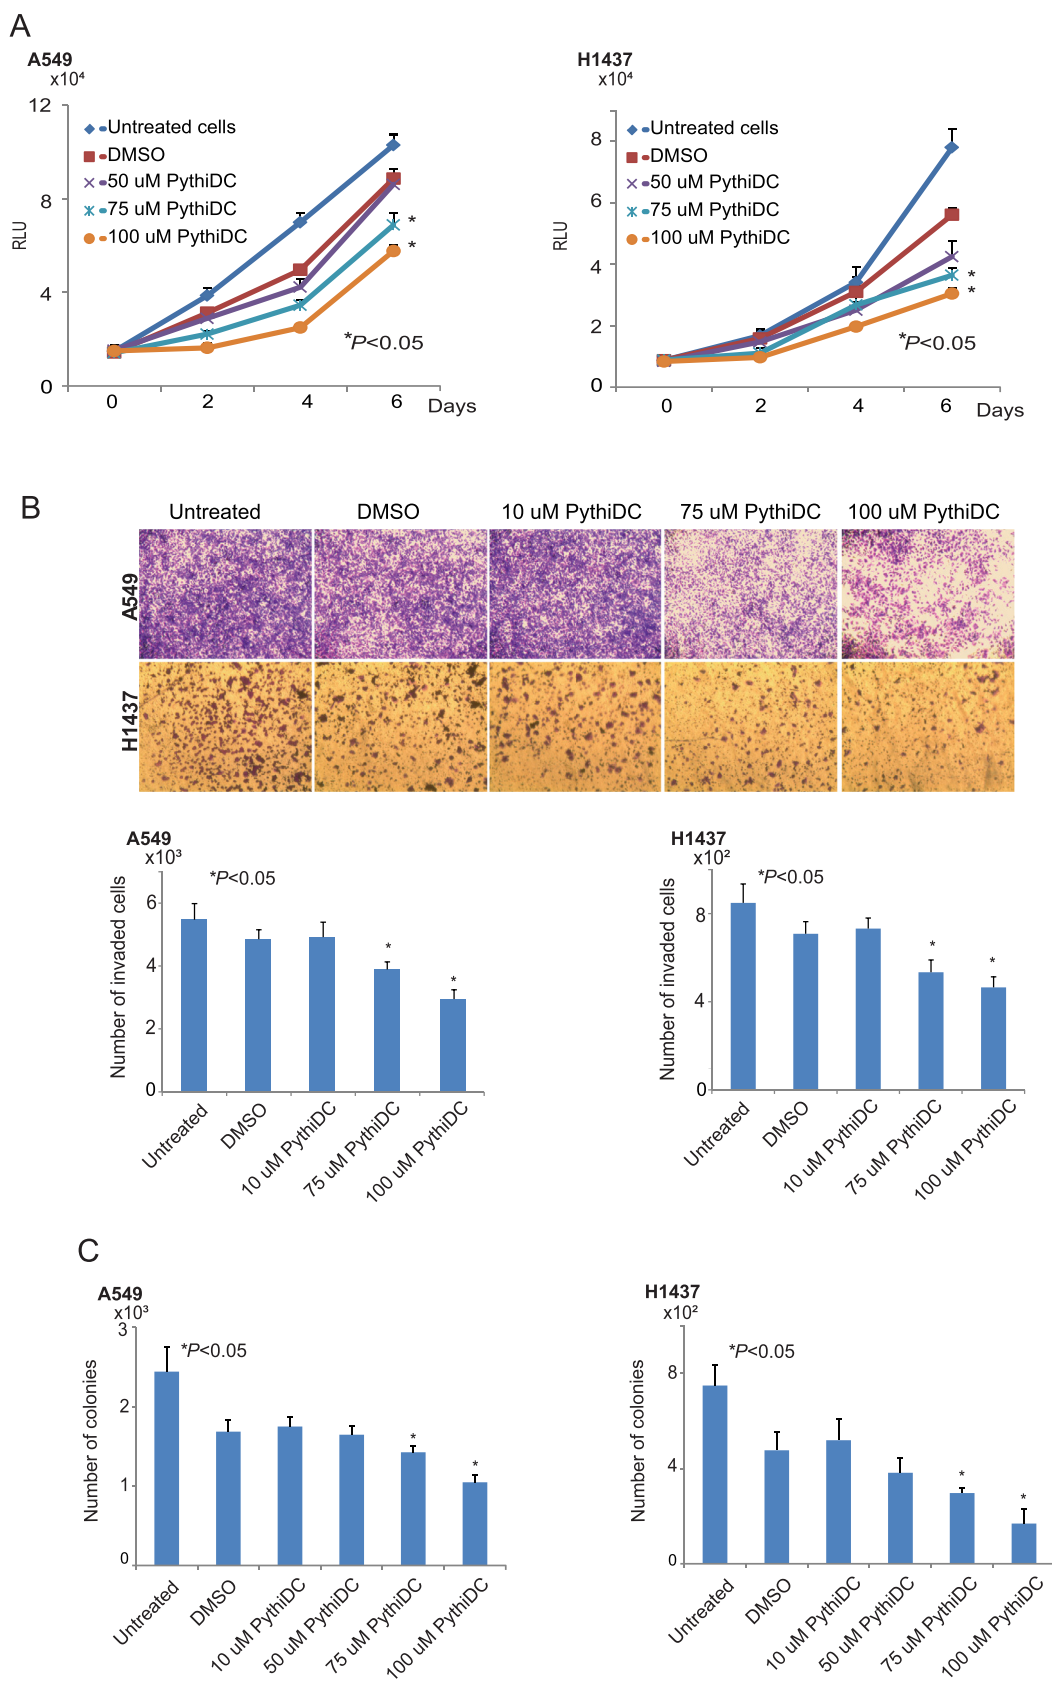 A
A549
x10⁴
12
8
4
0
RLU
Untreated cells
DMSO
50 uM PythiDC
75 uM PythiDC
100 uM PythiDC
*
*
*P<0.05
0 2 4 6 Days
H1437
x10⁴
8
6
4
2
0
RLU
Untreated cells
DMSO
50 uM PythiDC
75 uM PythiDC
100 uM PythiDC
*
*
*P<0.05
0 2 4 6 Days
B
Untreated DMSO 10 uM PythiDC 75 uM PythiDC 100 uM PythiDC
A549
H1437
A549
x10³
*P<0.05
Number of invaded cells
6
4
2
0
*
*
Untreated
DMSO
10 uM PythiDC
75 uM PythiDC
100 uM PythiDC
H1437
x10²
*P<0.05
Number of invaded cells
8
4
0
*
*
Untreated
DMSO
10 uM PythiDC
75 uM PythiDC
100 uM PythiDC
C
A549
x10³
3
2
1
0
*P<0.05
Number of colonies
*
*
Untreated
DMSO
10 uM PythiDC
50 uM PythiDC
75 uM PythiDC
100 uM PythiDC
H1437
x10²
8
4
0
*P<0.05
Number of colonies
*
*
Untreated
DMSO
10 uM PythiDC
50 uM PythiDC
75 uM PythiDC
100 uM PythiDC